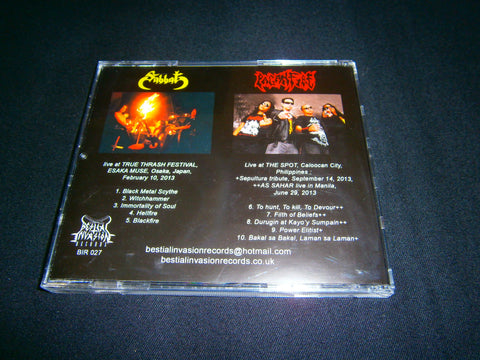 Sabbat
live at TRUE THRASH FESTIVAL,
ESAKA MUSE, Osaka, Japan,
February 10, 2013
1. Black Metal Scythe
2. Witchhammer
3. Immortality of Soul
4. Hellfire
5. Blackfire
BESTIAL
INVASION
RECORDS
BIR 027
PAGANFIRE
Live at THE SPOT, Caloocan City,
Philippines ;
+Sepultura tribute, September 14, 2013,
++AS SAHAR live in Manila,
June 29, 2013
6. To hunt, To kill, To Devour++
7. Filth of Beliefs++
8. Durugin at Kayo'y Sumpain++
9. Power Elitist+
10. Bakal sa Bakal, Laman sa Laman+
bestialinvasionrecords@hotmail.com
bestialinvasionrecords.co.uk